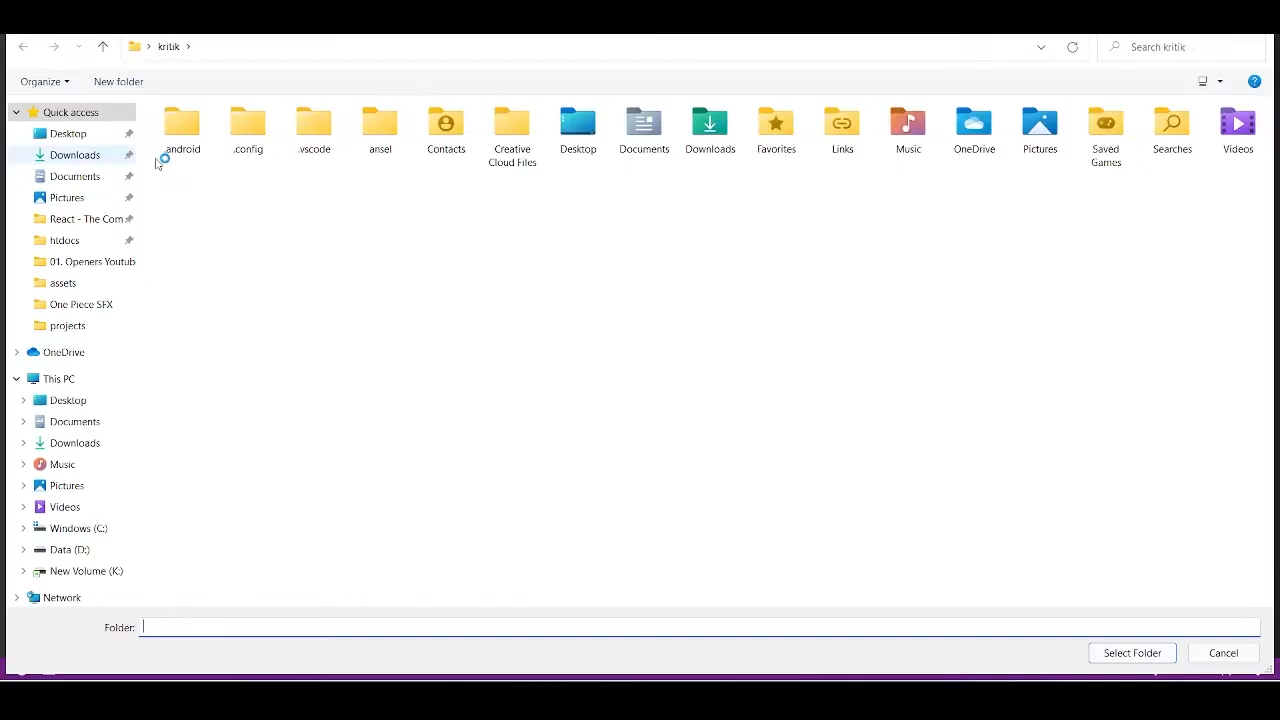 kritik
Search kritik
Organize
New folder
Quick access
Desktop
Downloads
Documents
Pictures
React - The Com
htdocs
01. Openers Youtub
assets
One Piece SFX
projects
OneDrive
This PC
Desktop
Documents
Downloads
Music
Pictures
Videos
Windows (C:)
Data (D:)
New Volume (K:)
Network
android
.config
.vscode
ansel
Contacts
Creative
Cloud Files
Desktop
Documents
Downloads
Favorites
Links
Music
OneDrive
Pictures
Saved
Games
Searches
Videos
Folder:
Select Folder
Cancel